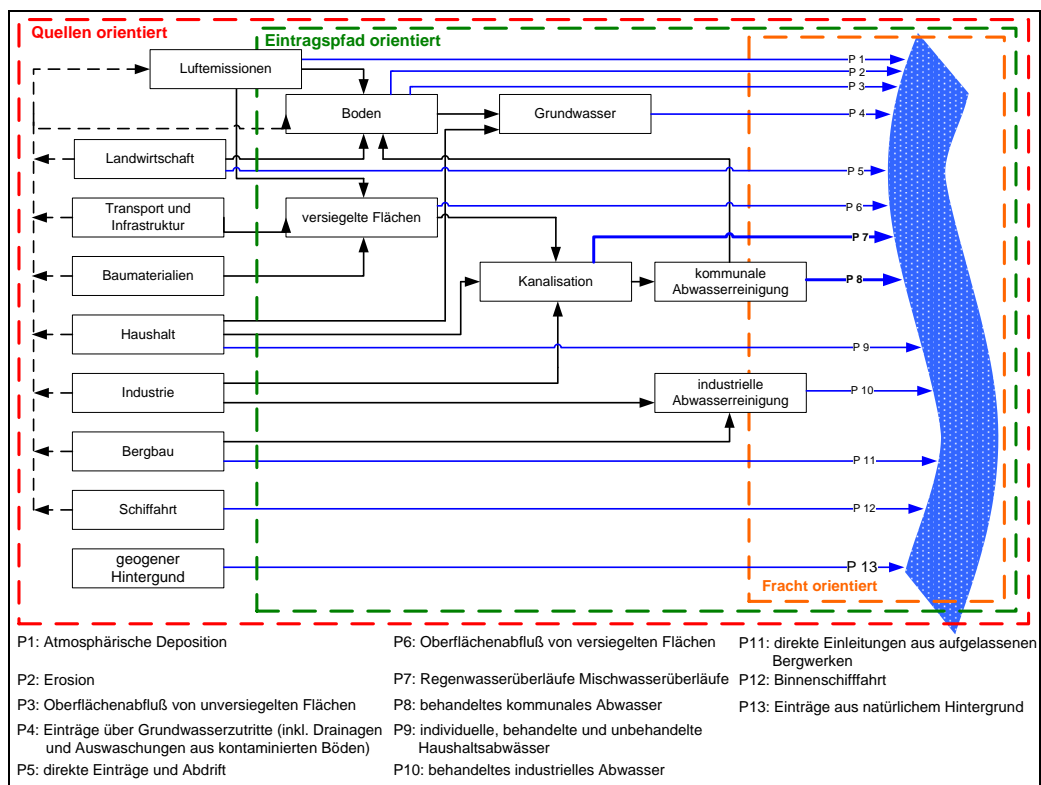 Quellen orientiert
Eintragspfad orientiert
Luftemissionen
P 1
P 2
P 3
Boden
Grundwasser
P 4
Landwirtschaft
P 5
Transport und
Infrastruktur
versiegelte Flächen
P 6
P 7
Baumaterialien
Kanalisation
kommunale
Abwasserreinigung
P 8
Haushalt
P 9
Industrie
industrielle
Abwasserreinigung
P 10
Bergbau
P 11
Schiffahrt
P 12
geogener
Hintergund
P 13
Fracht orientiert
P1: Atmosphärische Deposition
P2: Erosion
P3: Oberflächenabfluß von unversiegelten Flächen
P4: Einträge über Grundwasserzutritte (inkl. Drainagen
und Auswaschungen aus kontaminierten Böden)
P5: direkte Einträge und Abdrift
P6: Oberflächenabfluß von versiegelten Flächen
P7: Regenwasserüberläufe Mischwasserüberläufe
P8: behandeltes kommunales Abwasser
P9: individuelle, behandelte und unbehandelte
Haushaltsabwässer
P10: behandeltes industrielles Abwasser
P11: direkte Einleitungen aus aufgelassenen
Bergwerken
P12: Binnenschifffahrt
P13: Einträge aus natürlichem Hintergrund